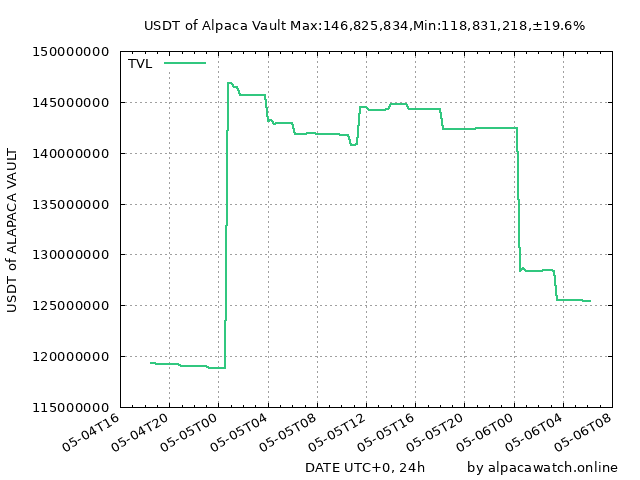 USDT of Alpaca Vault Max:146,825,834,Min:118,831,218,±19.6%
TVL
150000000
145000000
140000000
135000000
130000000
125000000
120000000
115000000
USDT of ALAPACA VAULT
05-04T16
05-04T20
05-05T00
05-05T04
05-05T08
05-05T12
05-05T16
05-05T20
05-06T00
05-06T04
05-06T08
DATE UTC+0, 24h
by alpacawatch.online